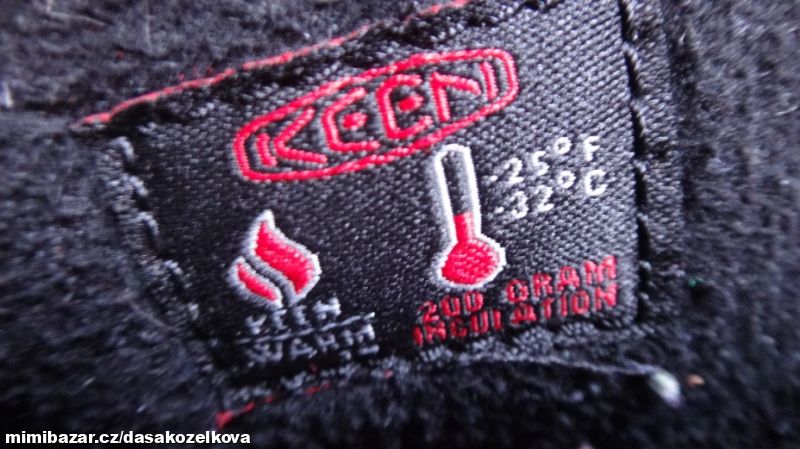 KEEN
-25°F
-32°C
KEEN
WARM
200 GRAM
INSULATION
mimibazar.cz/dasakozelkova